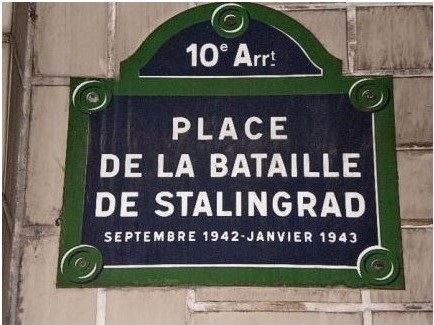 10e Arrt
PLACE
DE LA BATAILLE
DE STALINGRAD
SEPTEMBRE 1942-JANVIER 1943